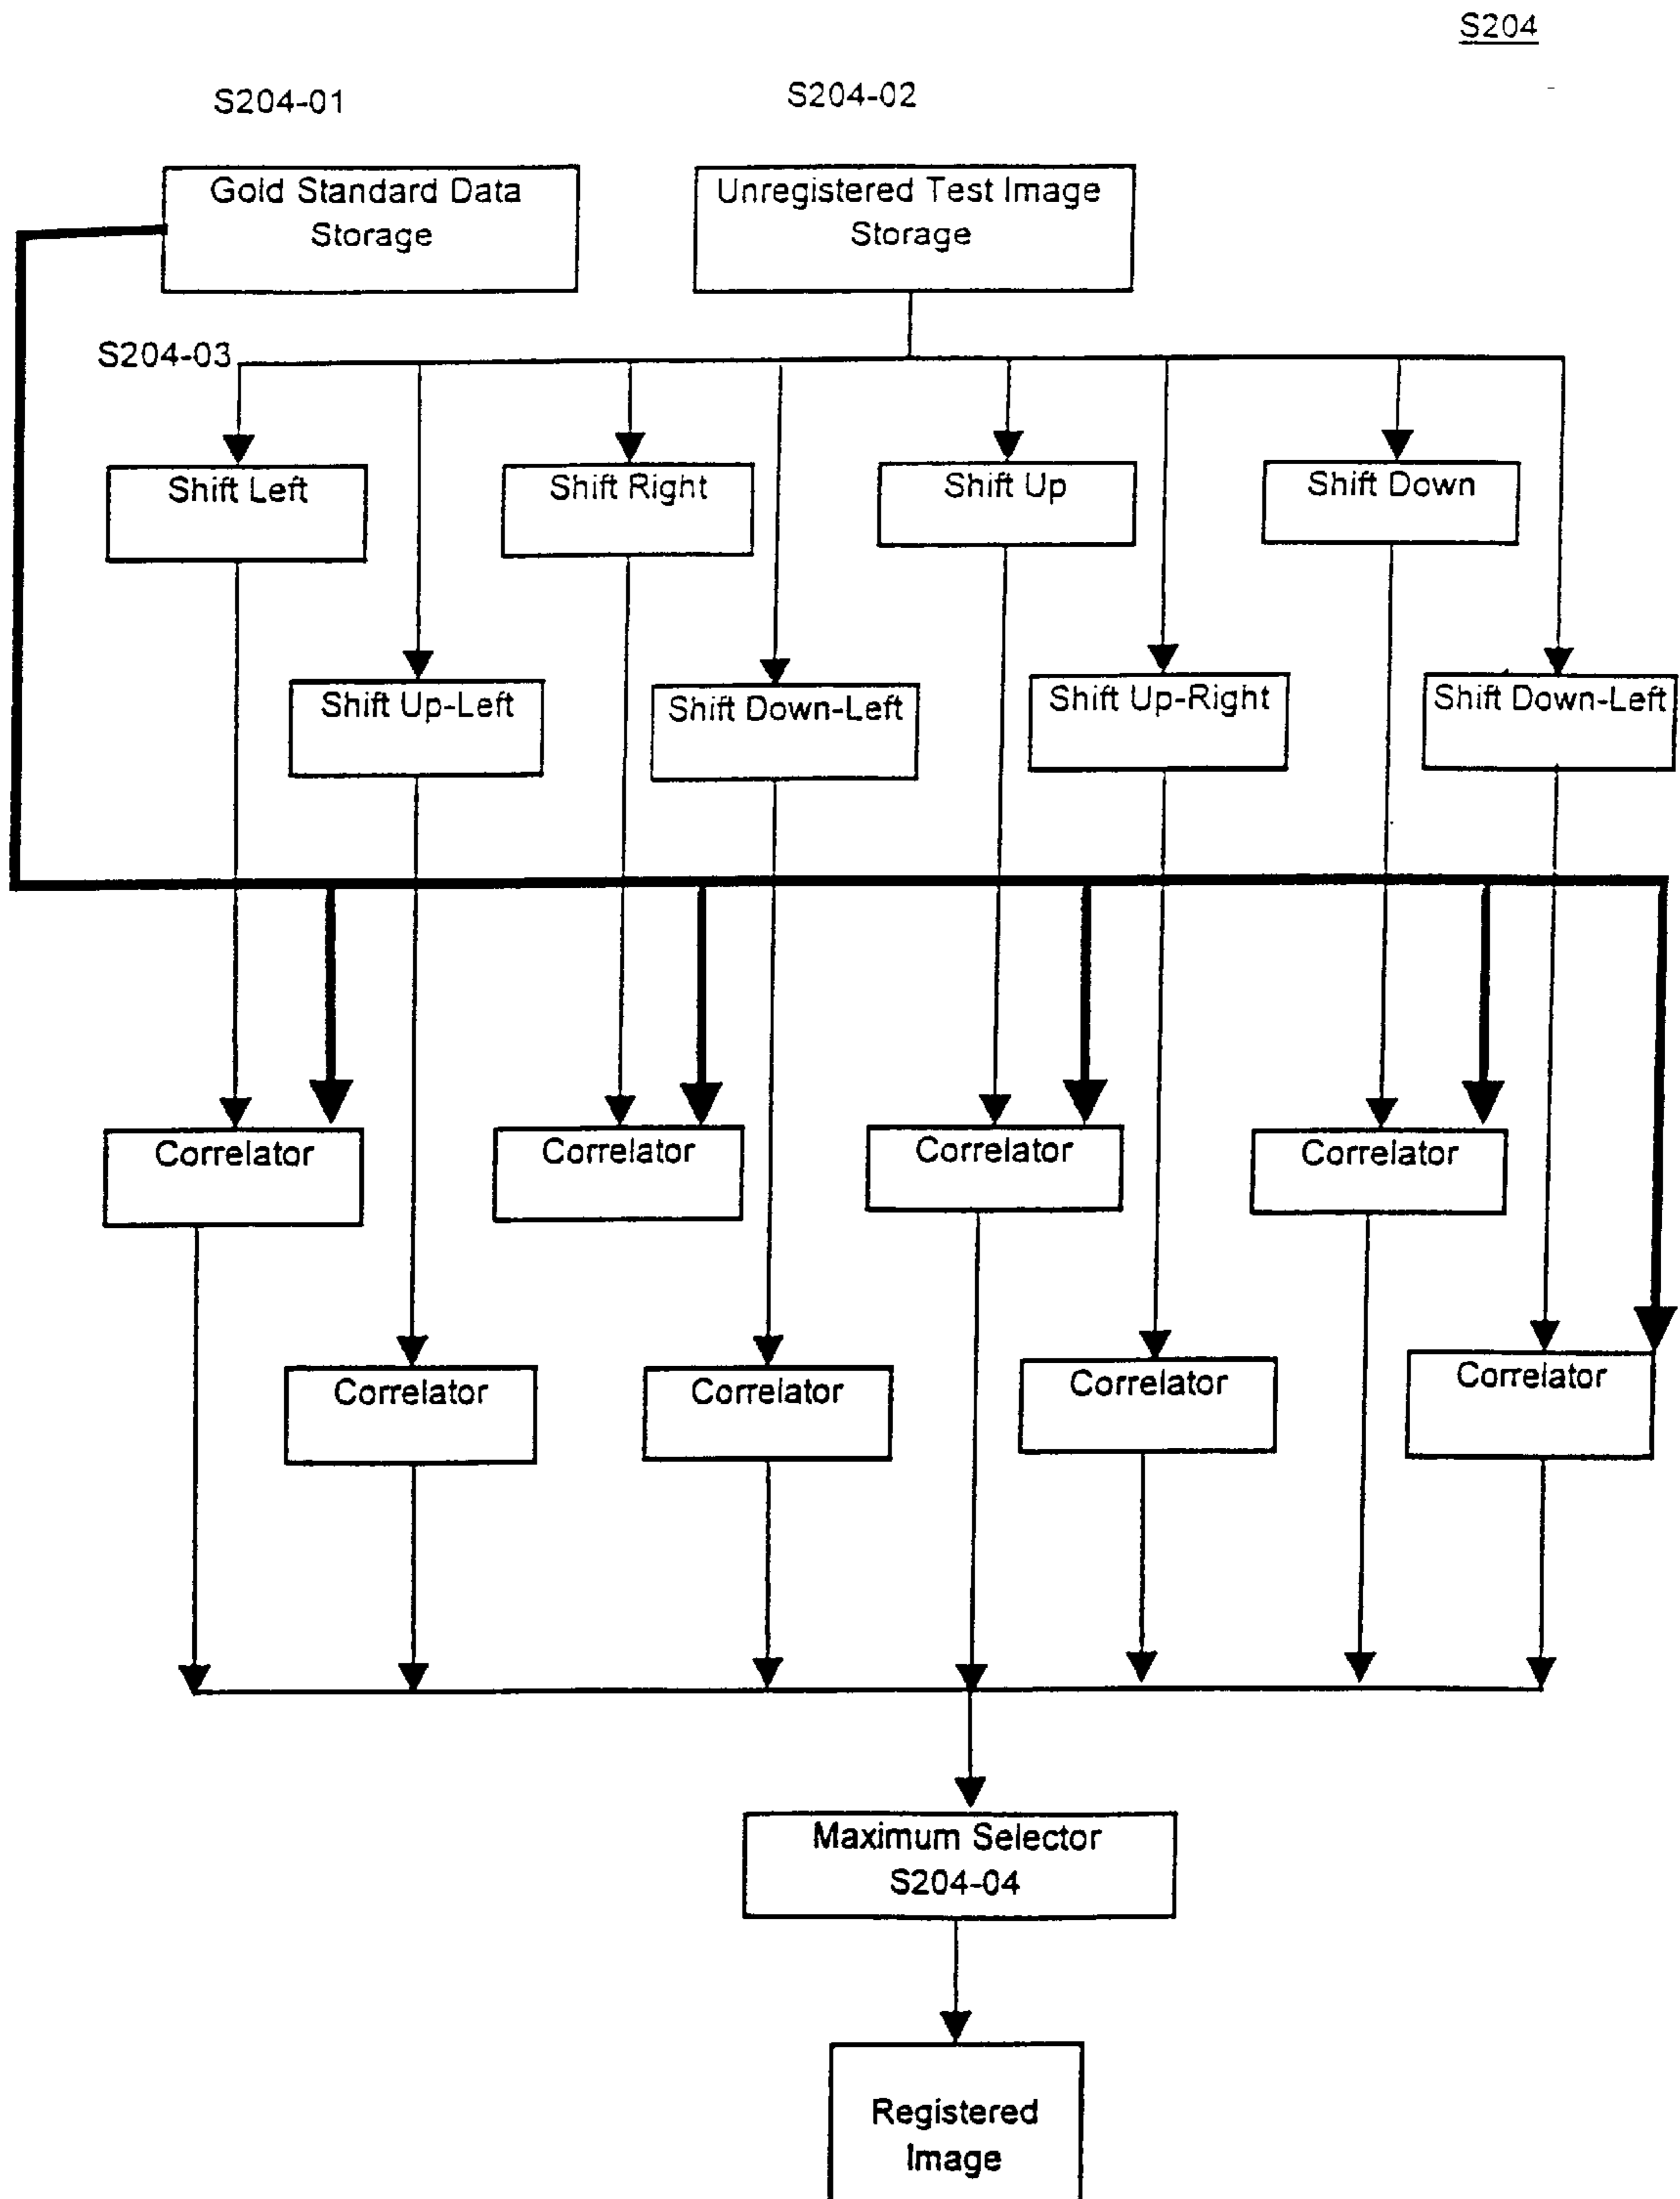 S204
S204-01
S204-02
Gold Standard Data
Storage
Unregistered Test Image
Storage
S204-03
Shift Left
Shift Right
Shift Up
Shift Down
Shift Up-Left
Shift Down-Left
Shift Up-Right
Shift Down-Left
Correlator
Correlator
Correlator
Correlator
Correlator
Correlator
Correlator
Correlator
Maximum Selector
S204-04
Registered
Image